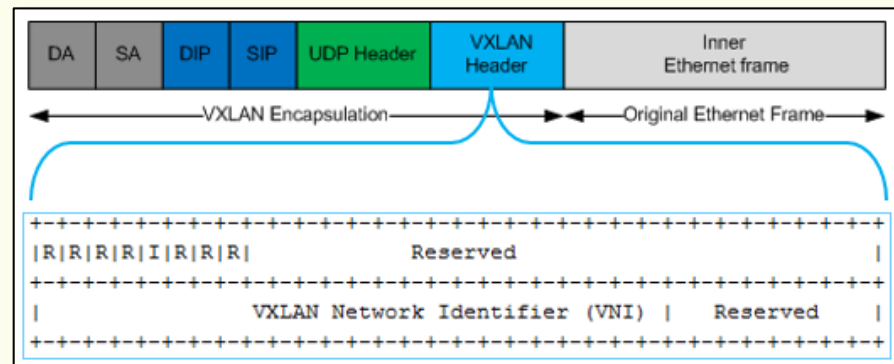 DA SA DIP SIP UDP Header VXLAN Header Inner Ethernet frame
VXLAN Encapsulation Original Ethernet Frame
+-+-+-+-+-+-+-+-+-+-+-+-+-+-+-+-+-+-+-+-+-+-+-+-+-+-+-+-+-+-+-+-+
|R|R|R|R|I|R|R|R| Reserved |
+-+-+-+-+-+-+-+-+-+-+-+-+-+-+-+-+-+-+-+-+-+-+-+-+-+-+-+-+-+-+-+-+
| VXLAN Network Identifier (VNI) | Reserved |
+-+-+-+-+-+-+-+-+-+-+-+-+-+-+-+-+-+-+-+-+-+-+-+-+-+-+-+-+-+-+-+-+